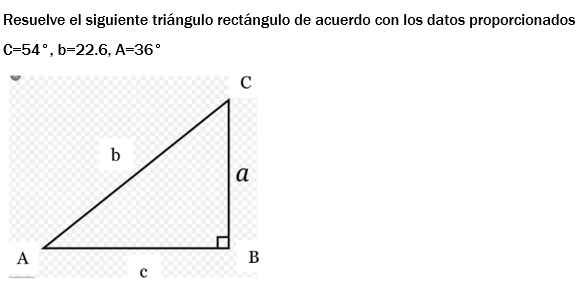 Resuelve el siguiente triángulo rectángulo de acuerdo con los datos proporcionados
C=54°, b=22.6, A=36°
C
b
a
A
B
c